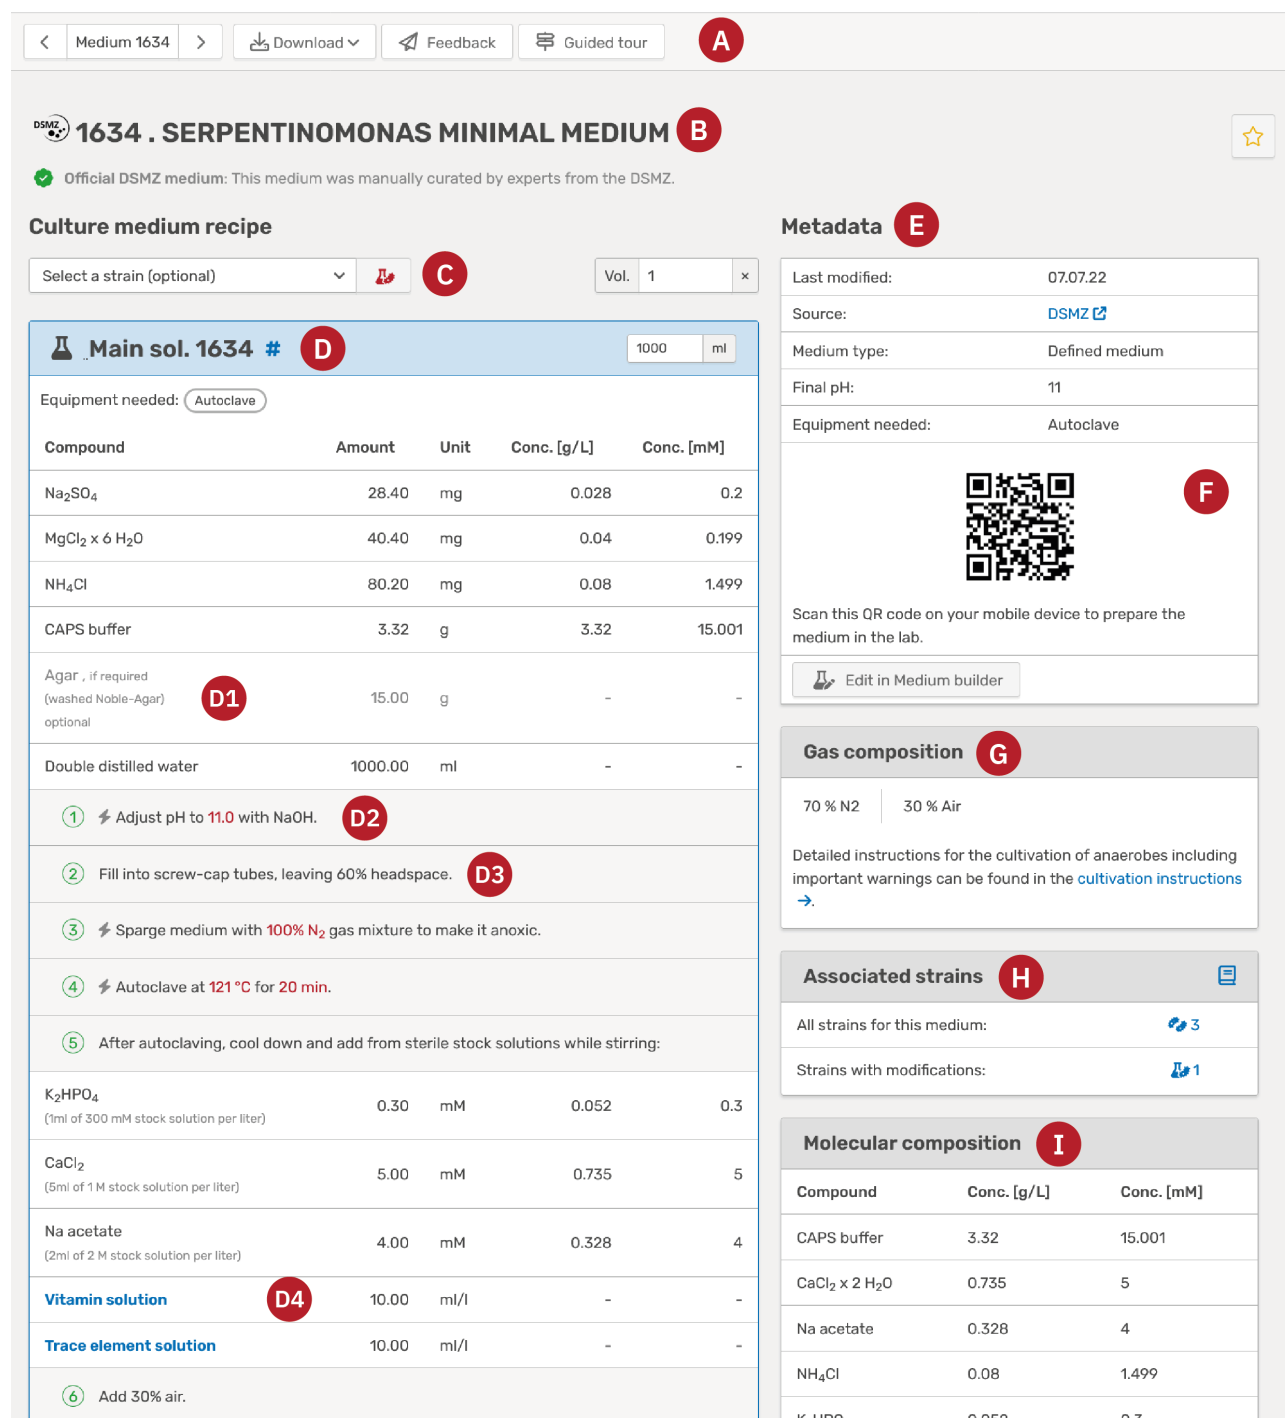 Medium 1634 Download Feedback Guided tour A
DSMZ 1634 . SERPENTINOMONAS MINIMAL MEDIUM B
Official DSMZ medium: This medium was manually curated by experts from the DSMZ.
Culture medium recipe
Select a strain (optional) C Vol. 1 ×
Main sol. 1634 # D 1000 ml
Equipment needed: Autoclave
Compound Amount Unit Conc. [g/L] Conc. [mM]
Na₂SO₄ 28.40 mg 0.028 0.2
MgCl₂ x 6 H₂O 40.40 mg 0.04 0.199
NH₄Cl 80.20 mg 0.08 1.499
CAPS buffer 3.32 g 3.32 15.001
Agar , if required
(washed Noble-Agar) D1 15.00 g - -
optional
Double distilled water 1000.00 ml - -
1 Adjust pH to 11.0 with NaOH. D2
2 Fill into screw-cap tubes, leaving 60% headspace. D3
3 Sparge medium with 100% N₂ gas mixture to make it anoxic.
4 Autoclave at 121 °C for 20 min.
5 After autoclaving, cool down and add from sterile stock solutions while stirring:
K₂HPO₄ 0.30 mM 0.052 0.3
(1ml of 300 mM stock solution per liter)
CaCl₂ 5.00 mM 0.735 5
(5ml of 1 M stock solution per liter)
Na acetate 4.00 mM 0.328 4
(2ml of 2 M stock solution per liter)
Vitamin solution D4 10.00 ml/l - -
Trace element solution 10.00 ml/l - -
6 Add 30% air.
Metadata E
Last modified: 07.07.22
Source: DSMZ
Medium type: Defined medium
Final pH: 11
Equipment needed: Autoclave
F
Scan this QR code on your mobile device to prepare the
medium in the lab.
Edit in Medium builder
Gas composition G
70 % N2 30 % Air
Detailed instructions for the cultivation of anaerobes including
important warnings can be found in the cultivation instructions
→.
Associated strains H
All strains for this medium: 3
Strains with modifications: 1
Molecular composition I
Compound Conc. [g/L] Conc. [mM]
CAPS buffer 3.32 15.001
CaCl₂ x 2 H₂O 0.735 5
Na acetate 0.328 4
NH₄Cl 0.08 1.499